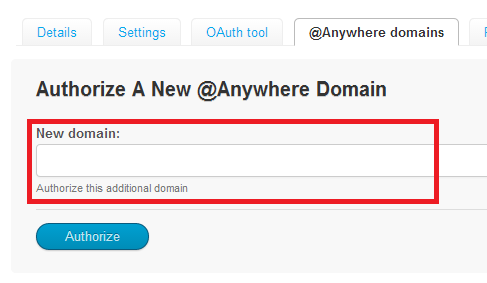 Details Settings OAuth tool @Anywhere domains
Authorize A New @Anywhere Domain
New domain:
Authorize this additional domain
Authorize